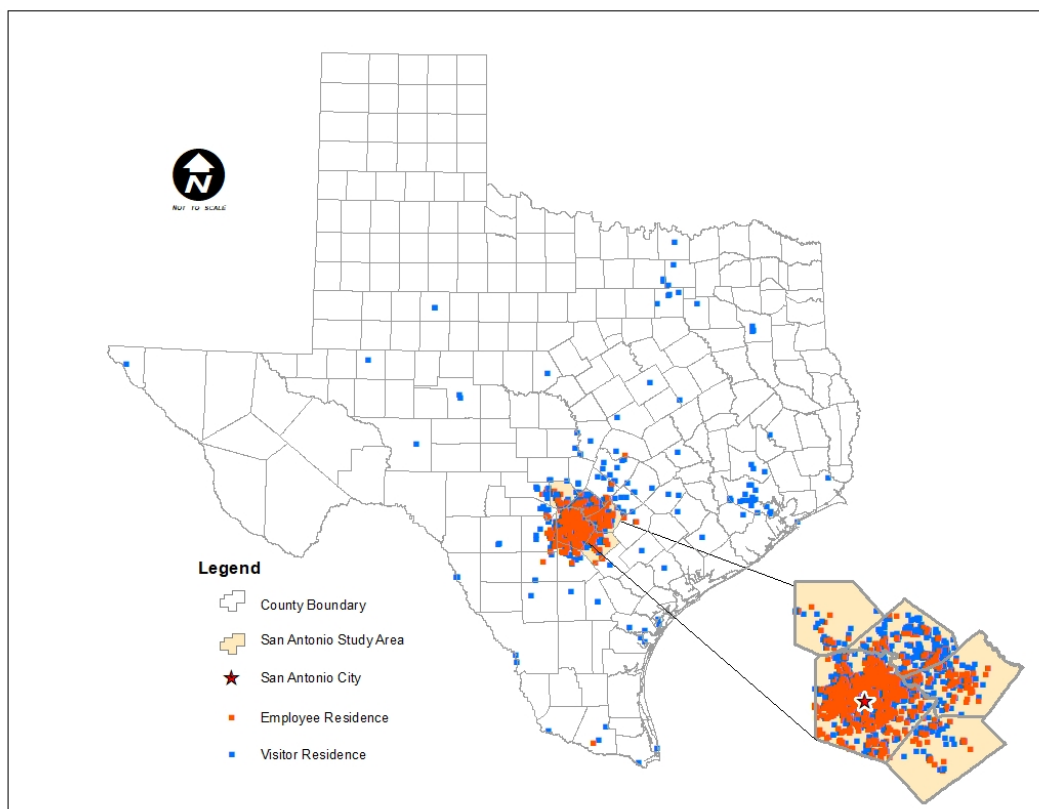 N
NOT TO SCALE
Legend
County Boundary
San Antonio Study Area
San Antonio City
Employee Residence
Visitor Residence